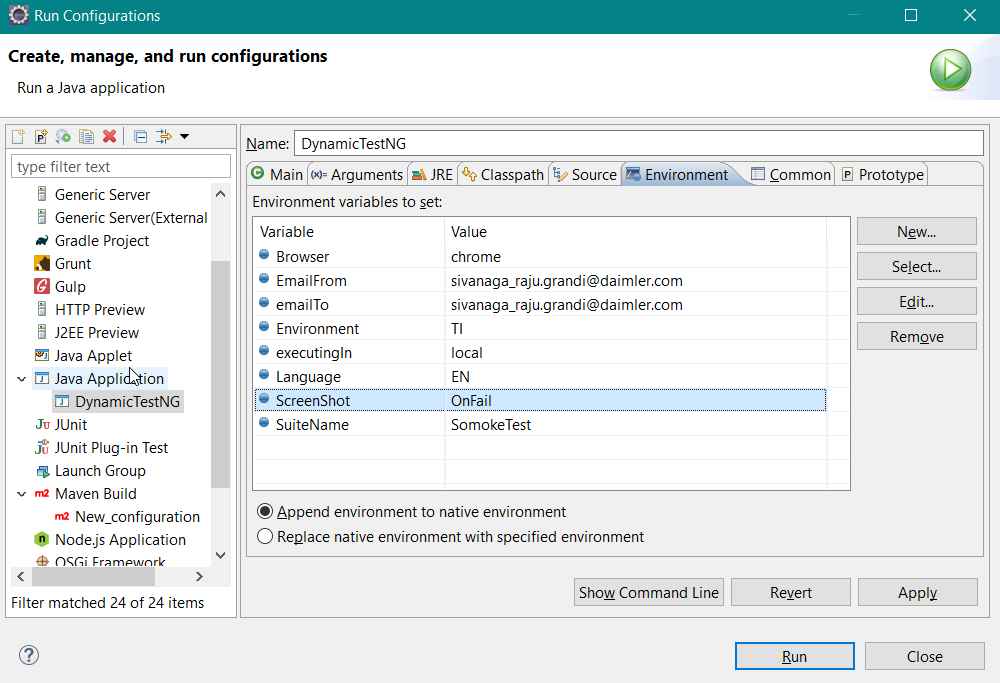 Run Configurations
Create, manage, and run configurations
Run a Java application
type filter text
Generic Server
Generic Server(External
Gradle Project
Grunt
Gulp
HTTP Preview
J2EE Preview
Java Applet
Java Application
DynamicTestNG
JUnit
JUnit Plug-in Test
Launch Group
Maven Build
New_configuration
Node.js Application
OSGi Framework
Filter matched 24 of 24 items
Name: DynamicTestNG
Main Arguments JRE Classpath Source Environment Common Prototype
Environment variables to set:
Variable Value
Browser chrome
EmailFrom sivanaga_raju.grandi@daimler.com
emailTo sivanaga_raju.grandi@daimler.com
Environment TI
executingIn local
Language EN
ScreenShot OnFail
SuiteName SomokeTest
New...
Select...
Edit...
Remove
Append environment to native environment
Replace native environment with specified environment
Show Command Line Revert Apply
Run Close